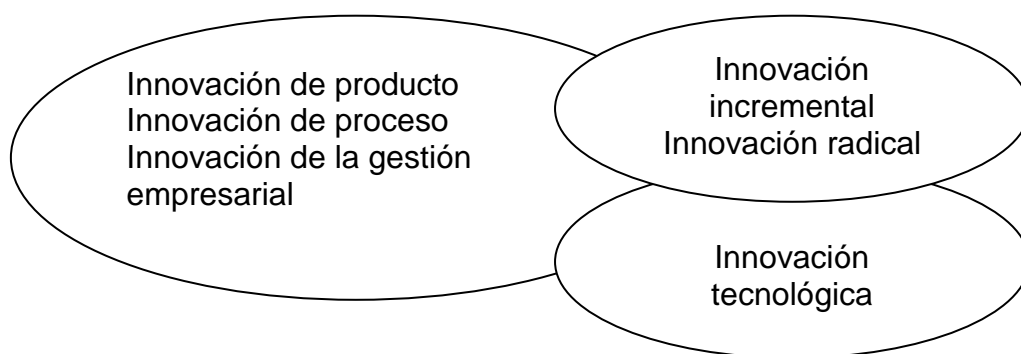 Innovación de producto
Innovación de proceso
Innovación de la gestión
empresarial
Innovación
incremental
Innovación radical
Innovación
tecnológica